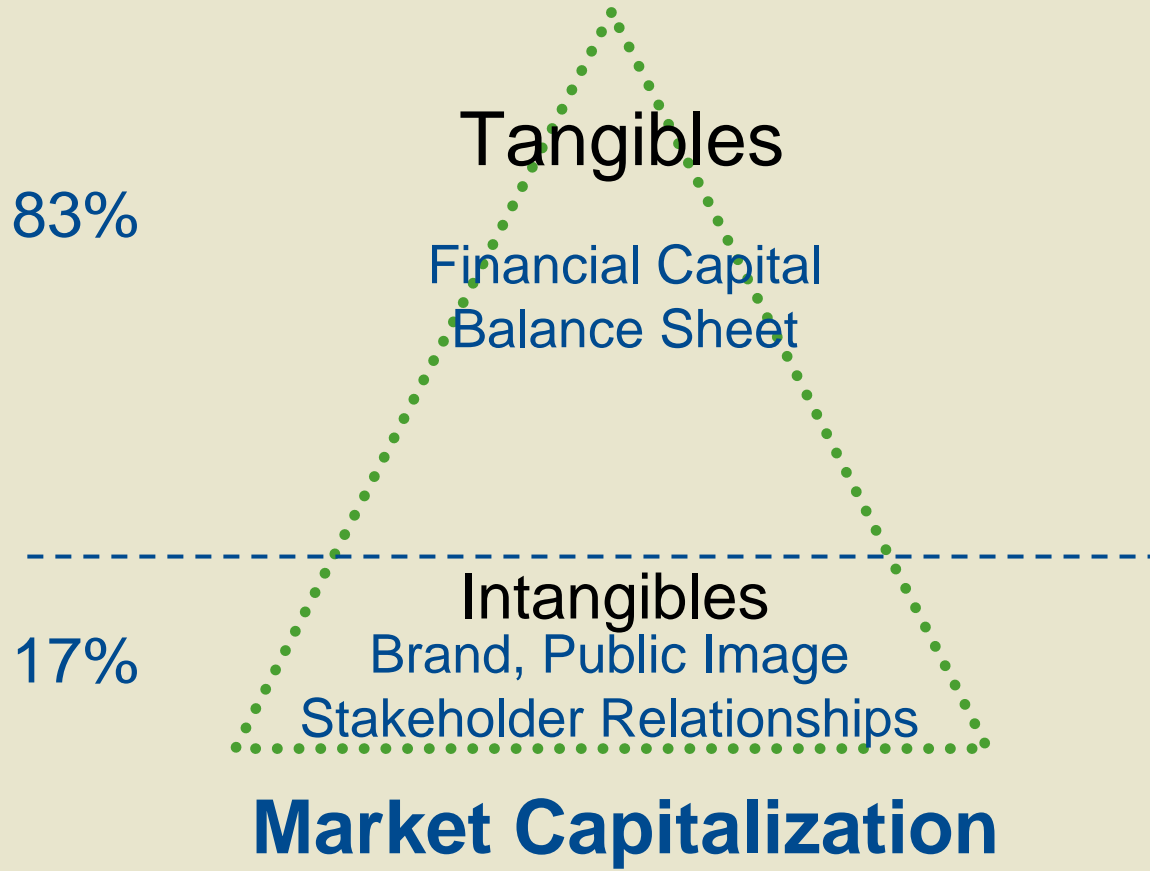 Tangibles
83%
Financial Capital
Balance Sheet
Intangibles
17%
Brand, Public Image
Stakeholder Relationships
Market Capitalization